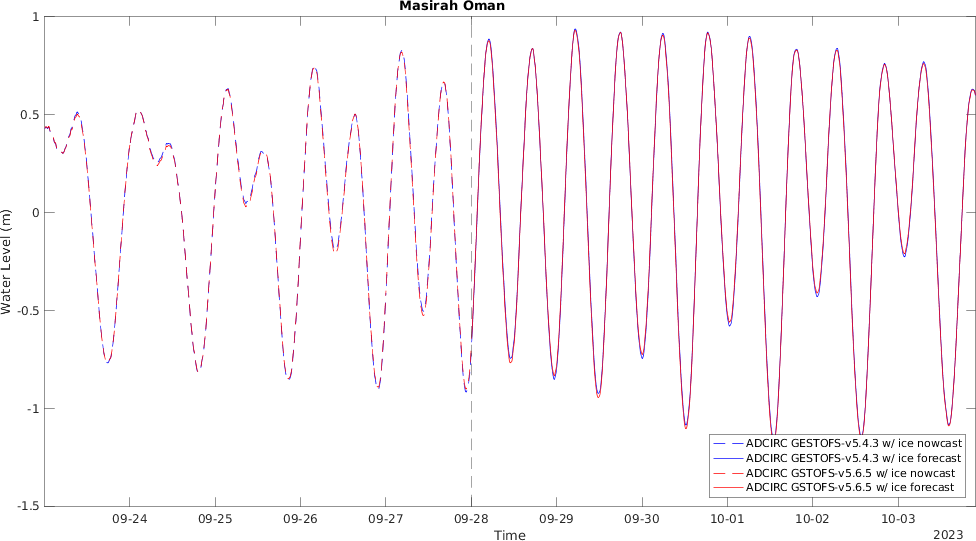 Masirah Oman
1
0.5
0
-0.5
-1
-1.5
Water Level (m)
ADCIRC GESTOFS-v5.4.3 w/ ice nowcast
ADCIRC GESTOFS-v5.4.3 w/ ice forecast
ADCIRC GSTOFS-v5.6.5 w/ ice nowcast
ADCIRC GSTOFS-v5.6.5 w/ ice forecast
09-24 09-25 09-26 09-27 09-28 09-29 09-30 10-01 10-02 10-03
Time
2023